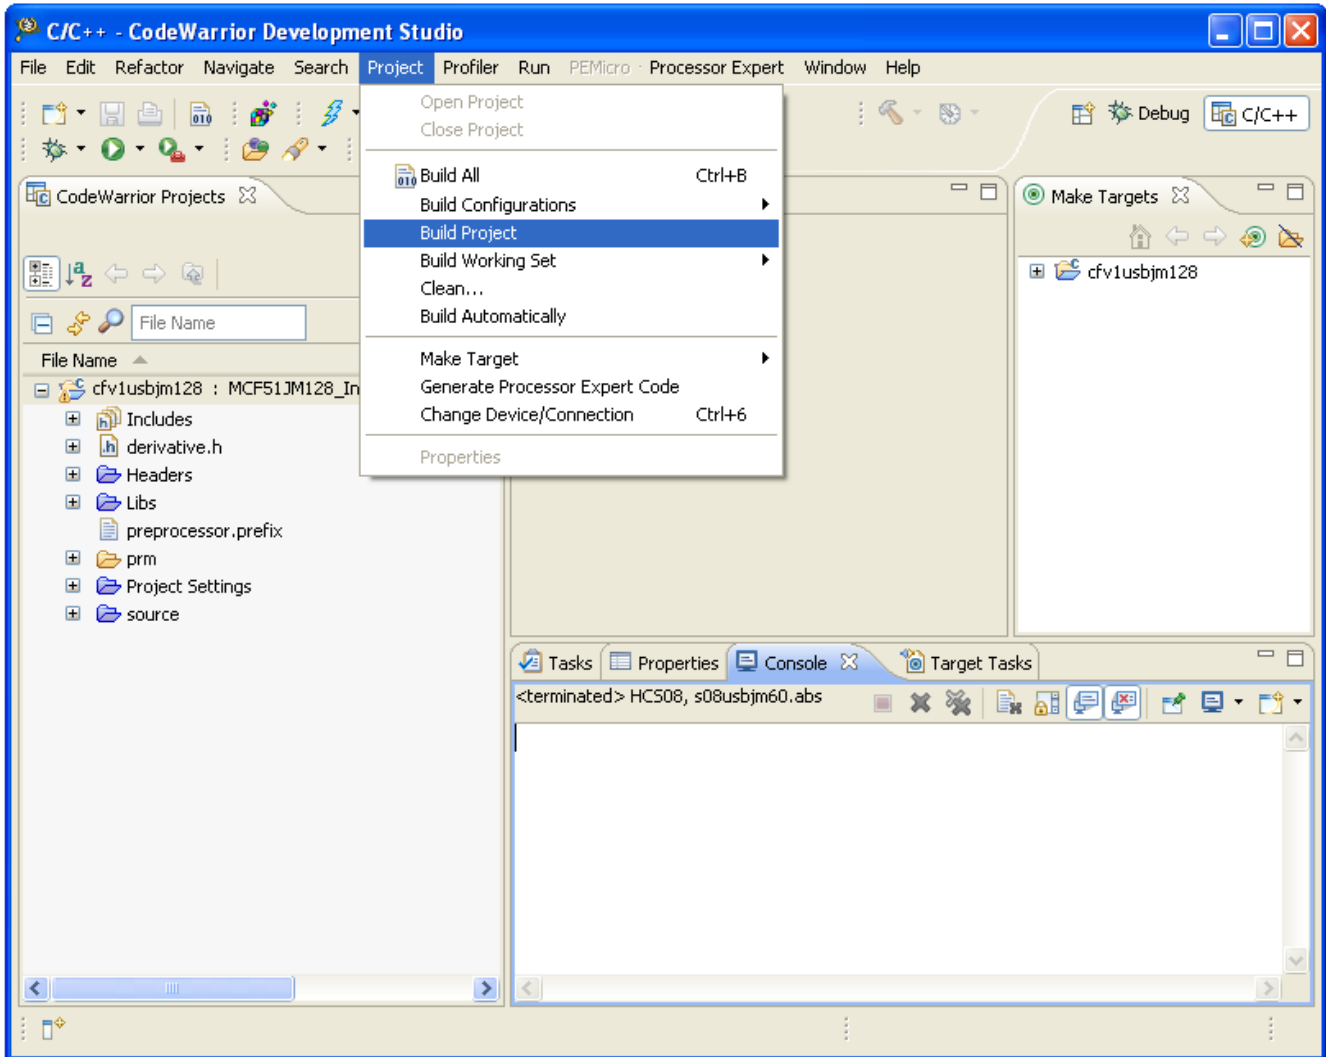 C/C++ - CodeWarrior Development Studio
File Edit Refactor Navigate Search Project Profiler Run PEMicro Processor Expert Window Help
Debug C/C++
Open Project
Close Project
Build All Ctrl+B
Build Configurations
Build Project
Build Working Set
Clean...
Build Automatically
Make Target
Generate Processor Expert Code
Change Device/Connection Ctrl+6
Properties
CodeWarrior Projects
File Name
File Name
cfv1usbjm128 : MCF51JM128_In
Includes
derivative.h
Headers
Libs
preprocessor.prefix
prm
Project Settings
source
Make Targets
cfv1usbjm128
Tasks Properties Console Target Tasks
<terminated> HCS08, s08usbjm60.abs